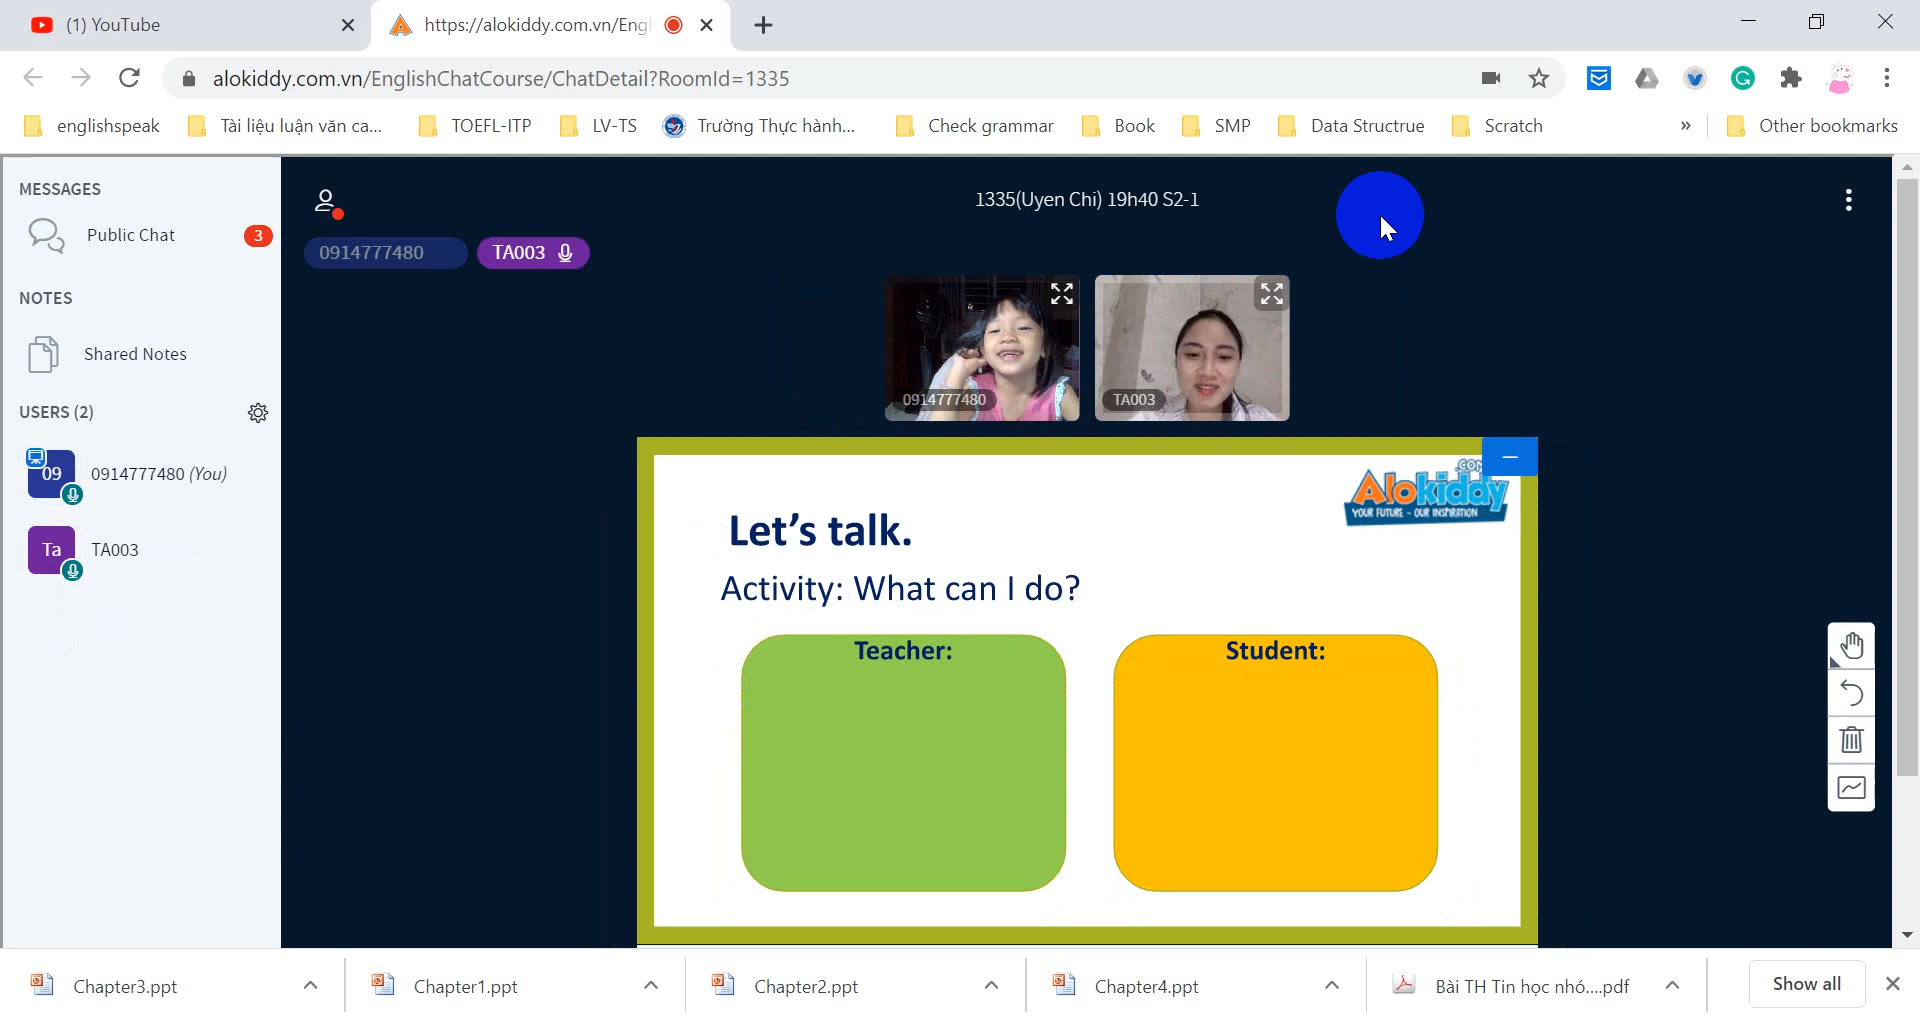 (1) YouTube
https://alokiddy.com.vn/Engl
alokiddy.com.vn/EnglishChatCourse/ChatDetail?RoomId=1335
englishspeak
Tài liệu luận văn ca...
TOEFL-ITP
LV-TS
Trường Thực hành...
Check grammar
Book
SMP
Data Structrue
Scratch
»
Other bookmarks
MESSAGES
Public Chat
3
NOTES
Shared Notes
USERS (2)
09
0914777480 (You)
Ta
TA003
1335(Uyen Chi) 19h40 S2-1
0914777480
TA003
0914777480
TA003
Alokiddy
.COM
YOUR FUTURE - OUR INSPIRATION
Let's talk.
Activity: What can I do?
Teacher:
Student:
Chapter3.ppt
Chapter1.ppt
Chapter2.ppt
Chapter4.ppt
Bài TH Tin học nhó....pdf
Show all